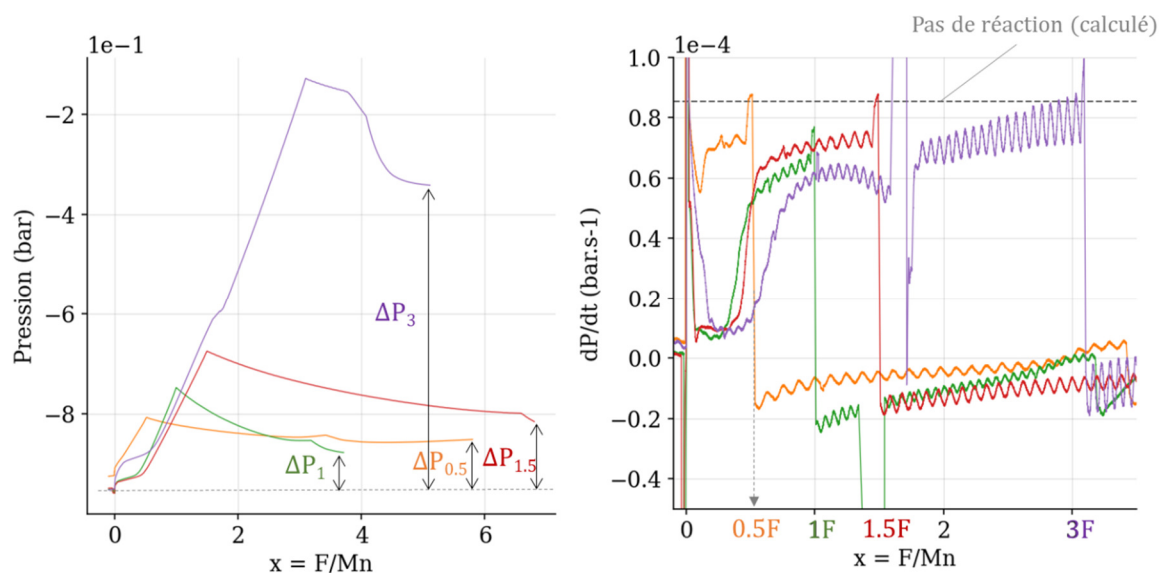 Pas de réaction (calculé)
1e−1
−2
−4
−6
−8
Pression (bar)
ΔP3
ΔP1
ΔP0.5
ΔP1.5
0
2
4
6
x = F/Mn
1e−4
1.0
0.8
0.6
0.4
0.2
0.0
−0.2
−0.4
dP/dt (bar.s-1)
0
0.5F
1F
1.5F
2
3F
x = F/Mn